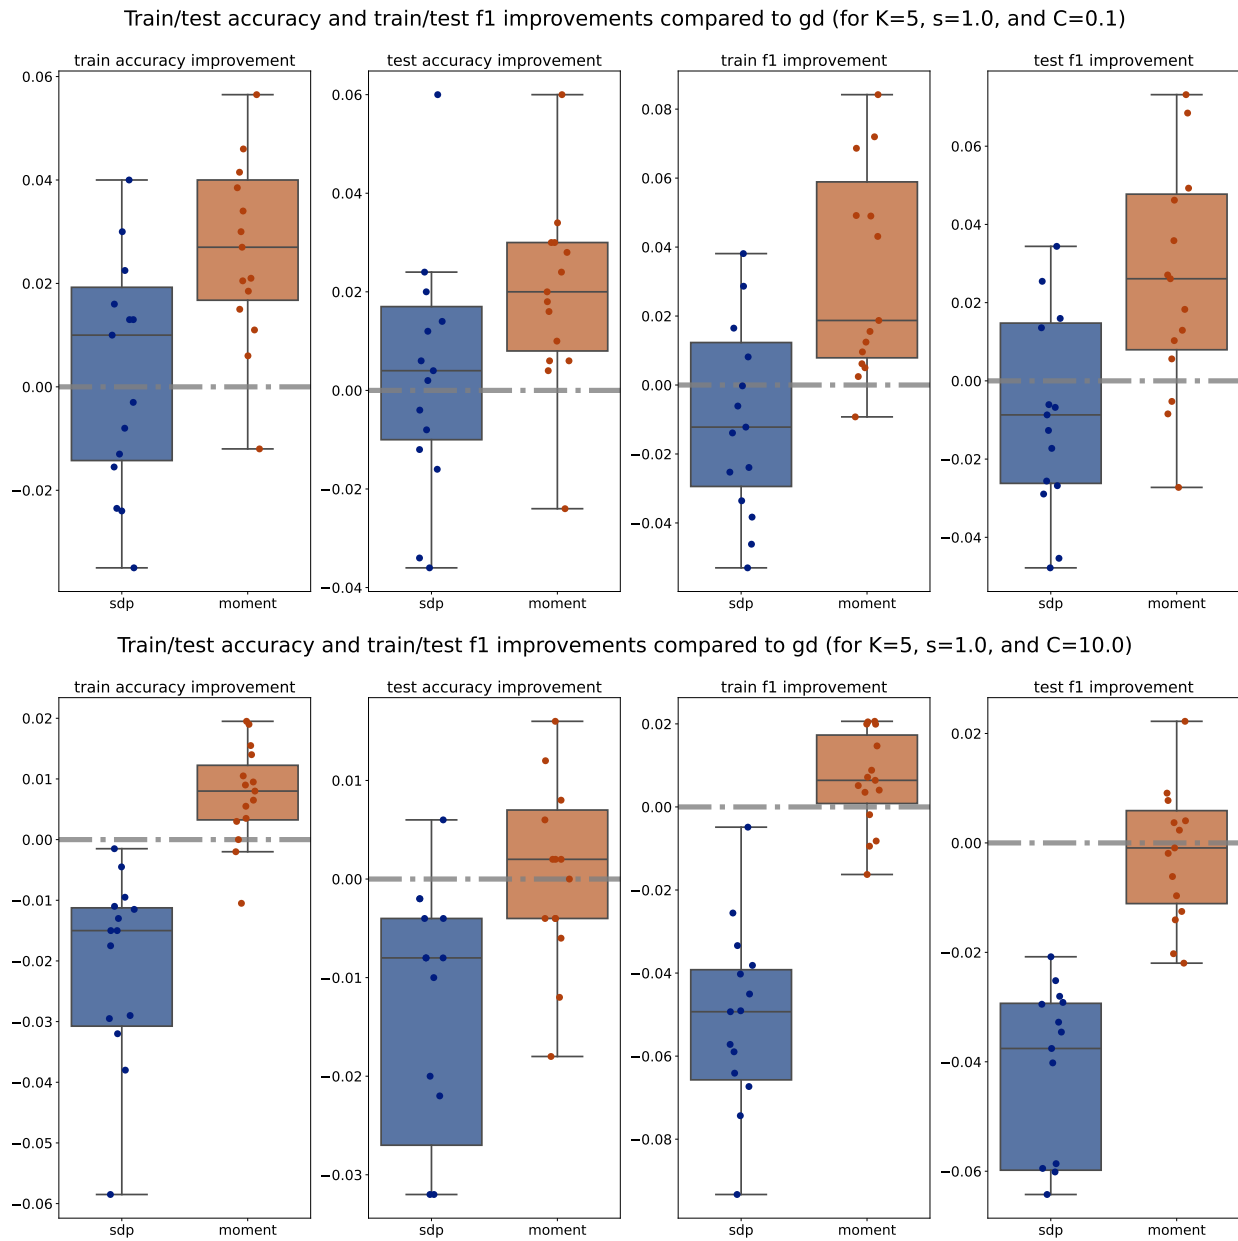 Train/test accuracy and train/test f1 improvements compared to gd (for K=5, s=1.0, and C=0.1)
train accuracy improvement
0.06
0.04
0.02
0.00
−0.02
sdp
moment
test accuracy improvement
0.06
0.04
0.02
0.00
−0.02
−0.04
sdp
moment
train f1 improvement
0.08
0.06
0.04
0.02
0.00
−0.02
−0.04
sdp
moment
test f1 improvement
0.06
0.04
0.02
0.00
−0.02
−0.04
sdp
moment
Train/test accuracy and train/test f1 improvements compared to gd (for K=5, s=1.0, and C=10.0)
train accuracy improvement
0.02
0.01
0.00
−0.01
−0.02
−0.03
−0.04
−0.05
−0.06
sdp
moment
test accuracy improvement
0.01
0.00
−0.01
−0.02
−0.03
sdp
moment
train f1 improvement
0.02
0.00
−0.02
−0.04
−0.06
−0.08
sdp
moment
test f1 improvement
0.02
0.00
−0.02
−0.04
−0.06
sdp
moment